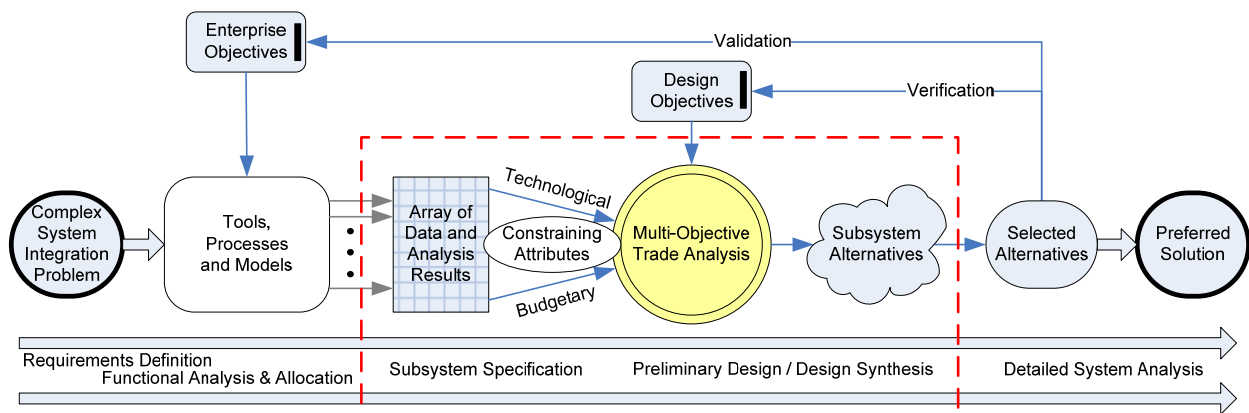 Enterprise
Objectives
Validation
Design
Objectives
Verification
Complex
System
Integration
Problem
Tools,
Processes
and Models
Array of
Data and
Analysis
Results
Technological
Constraining
Attributes
Budgetary
Multi-Objective
Trade Analysis
Subsystem
Alternatives
Selected
Alternatives
Preferred
Solution
Requirements Definition
Functional Analysis & Allocation
Subsystem Specification
Preliminary Design / Design Synthesis
Detailed System Analysis